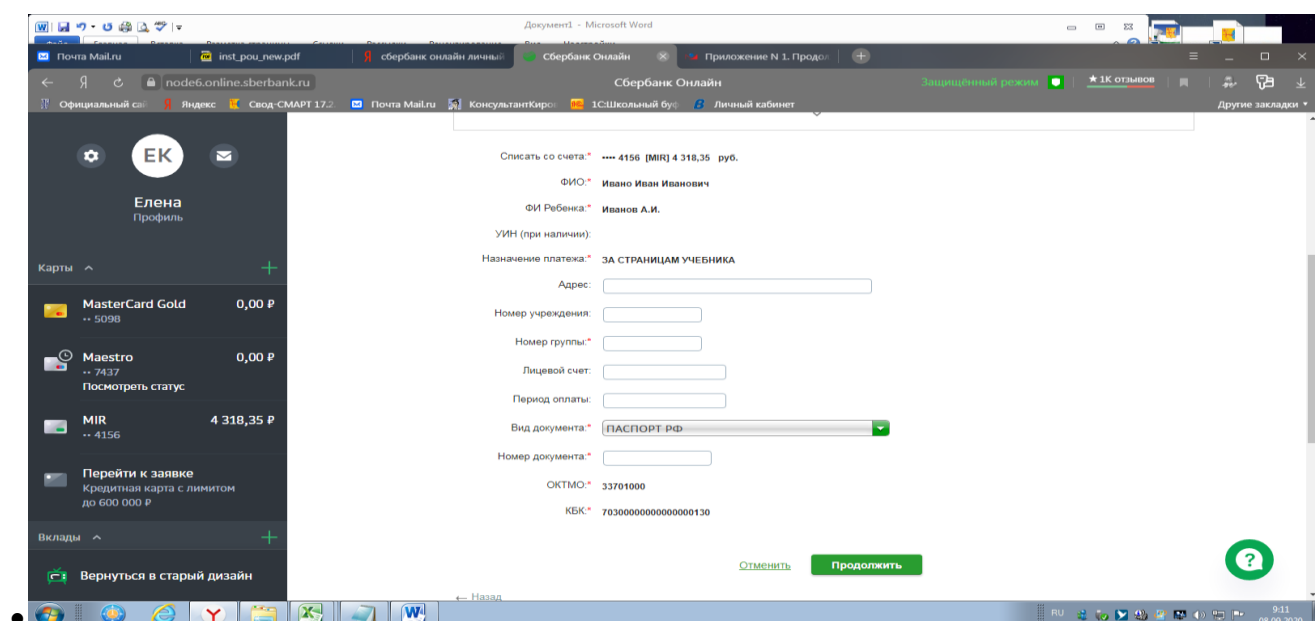 Документ1 - Microsoft Word
Почта Mail.ru
inst_pou_new.pdf
сбербанк онлайн личный
Сбербанк Онлайн
Приложение N 1. Продол
node6.online.sberbank.ru
Сбербанк Онлайн
Защищённый режим
★ 1К отзывов
Официальный сай
Яндекс
Свод-СМАРТ 17.2
Почта Mail.ru
КонсультантКиро
1С:Школьный бу
Личный кабинет
Другие закладки
ЕК
Елена
Профиль
Карты
MasterCard Gold 0,00 ₽
•• 5098
Maestro 0,00 ₽
•• 7437
Посмотреть статус
MIR 4 318,35 ₽
•• 4156
Перейти к заявке
Кредитная карта с лимитом
до 600 000 ₽
Вклады
Вернуться в старый дизайн
Списать со счета:* •••• 4156 [MIR] 4 318,35 руб.
ФИО:* Ивано Иван Иванович
ФИ Ребенка:* Иванов А.И.
УИН (при наличии):
Назначение платежа:* ЗА СТРАНИЦАМ УЧЕБНИКА
Адрес:
Номер учреждения:
Номер группы:*
Лицевой счет:
Период оплаты:
Вид документа:* ПАСПОРТ РФ
Номер документа:*
ОКТМО:* 33701000
КБК:* 70300000000000000130
Отменить
Продолжить
← Назад
RU
9:11
08.09.2020